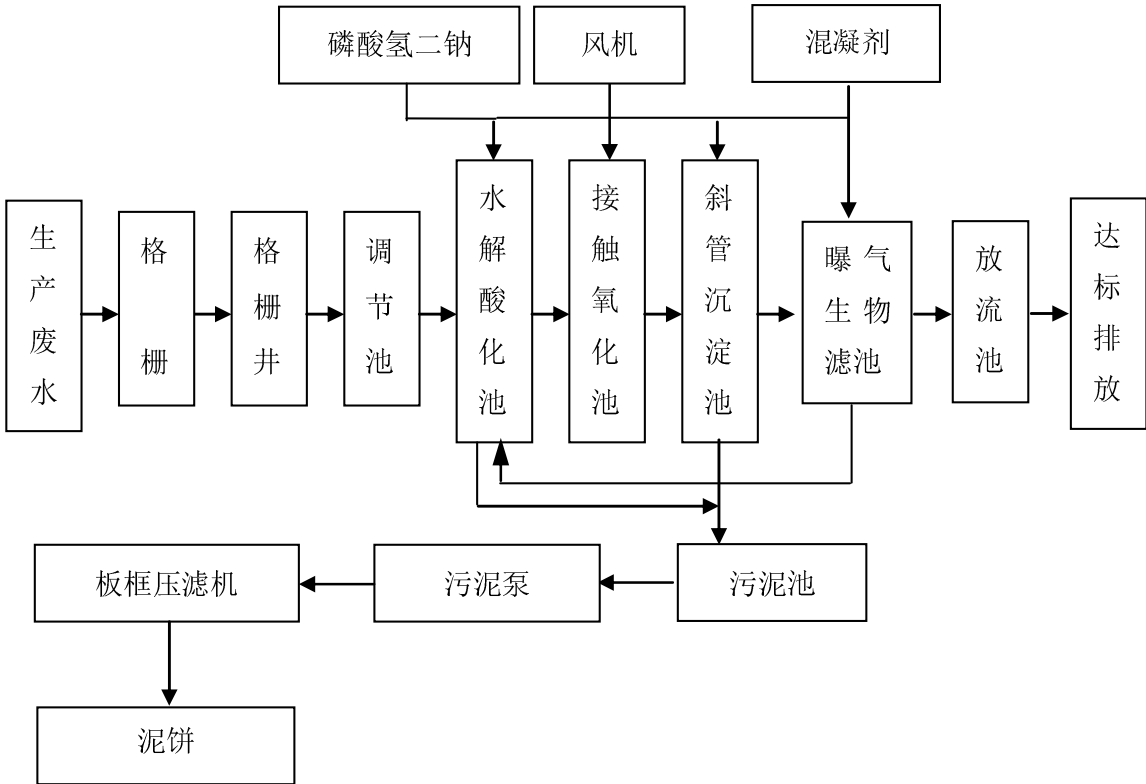 磷酸氢二钠
风机
混凝剂
生产废水
格栅
格栅井
调节池
水解酸化池
接触氧化池
斜管沉淀池
曝气
生物
滤池
放流池
达标排放
板框压滤机
污泥泵
污泥池
泥饼